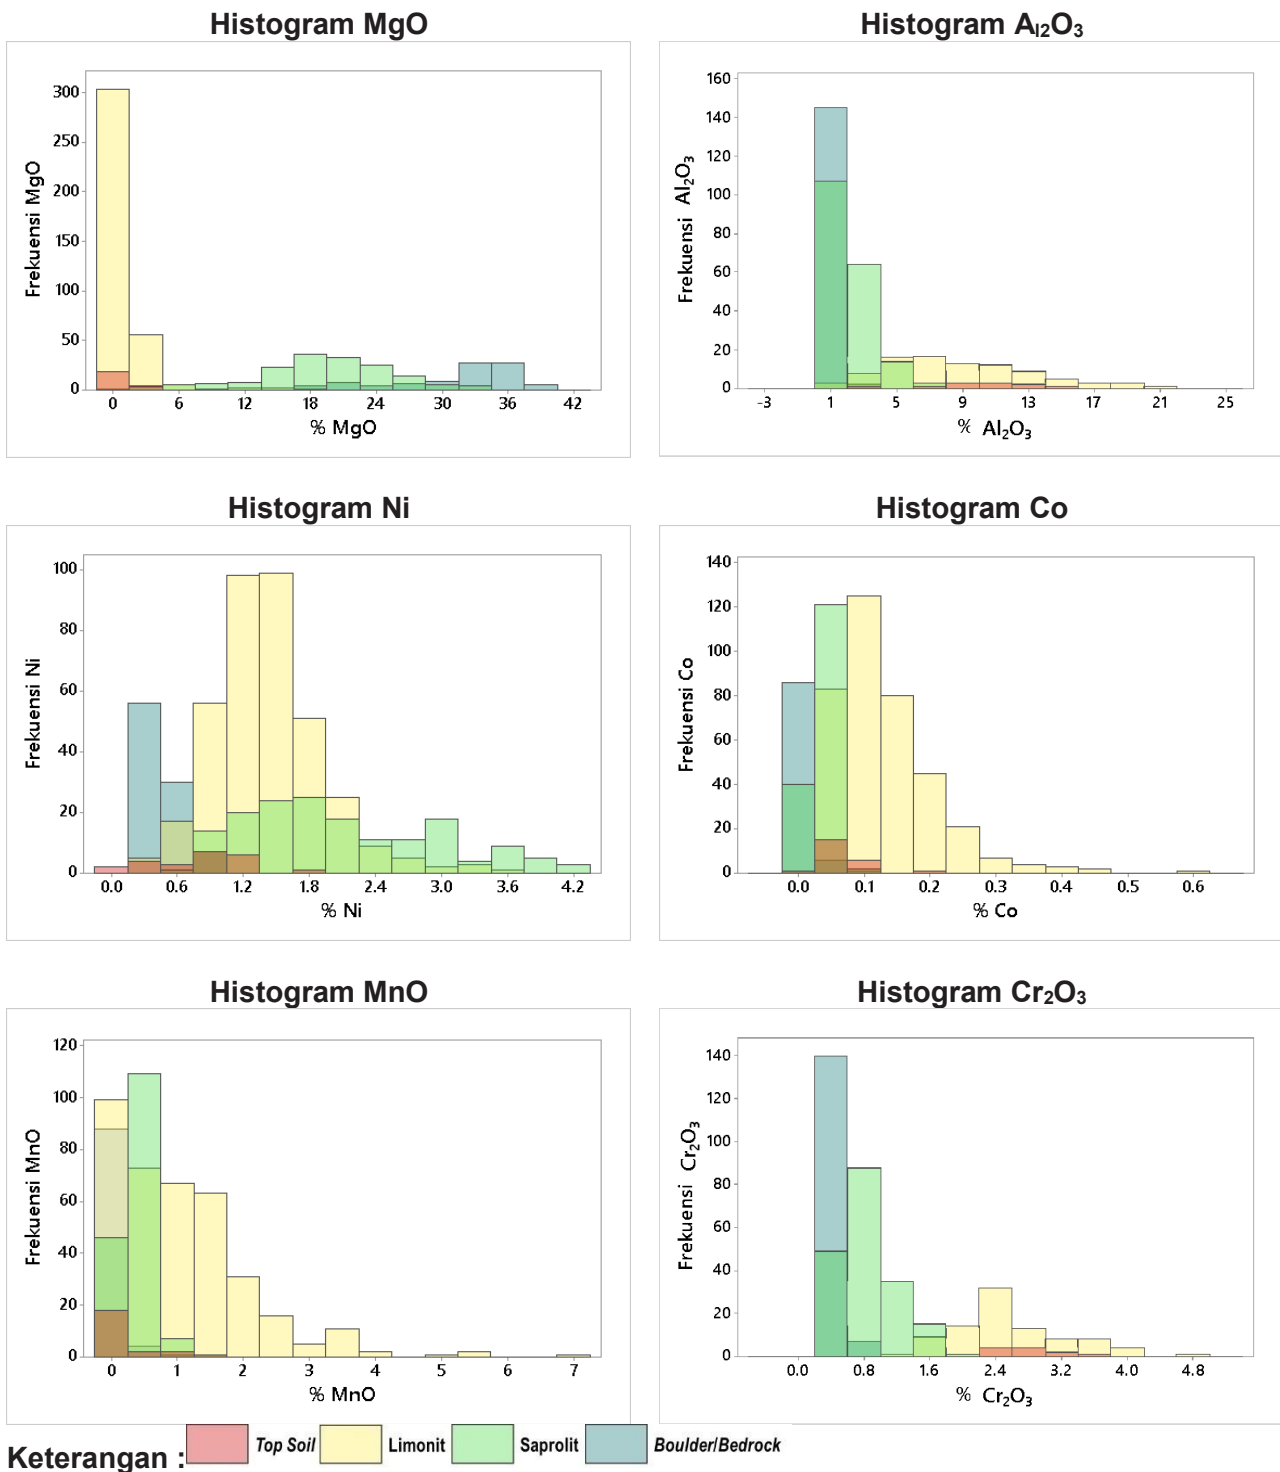 Histogram MgO
Frekuensi MgO
300
250
200
150
100
50
0
0 6 12 18 24 30 36 42
% MgO
Histogram Al2O3
Frekuensi Al2O3
160
140
120
100
80
60
40
20
0
-3 1 5 9 13 17 21 25
% Al2O3
Histogram Ni
Frekuensi Ni
100
80
60
40
20
0
0.0 0.6 1.2 1.8 2.4 3.0 3.6 4.2
% Ni
Histogram Co
Frekuensi Co
140
120
100
80
60
40
20
0
0.0 0.1 0.2 0.3 0.4 0.5 0.6
% Co
Histogram MnO
Frekuensi MnO
120
100
80
60
40
20
0
0 1 2 3 4 5 6 7
% MnO
Histogram Cr2O3
Frekuensi Cr2O3
140
120
100
80
60
40
20
0
0.0 0.8 1.6 2.4 3.2 4.0 4.8
% Cr2O3
Keterangan : Top Soil Limonit Saprolit Boulder/Bedrock